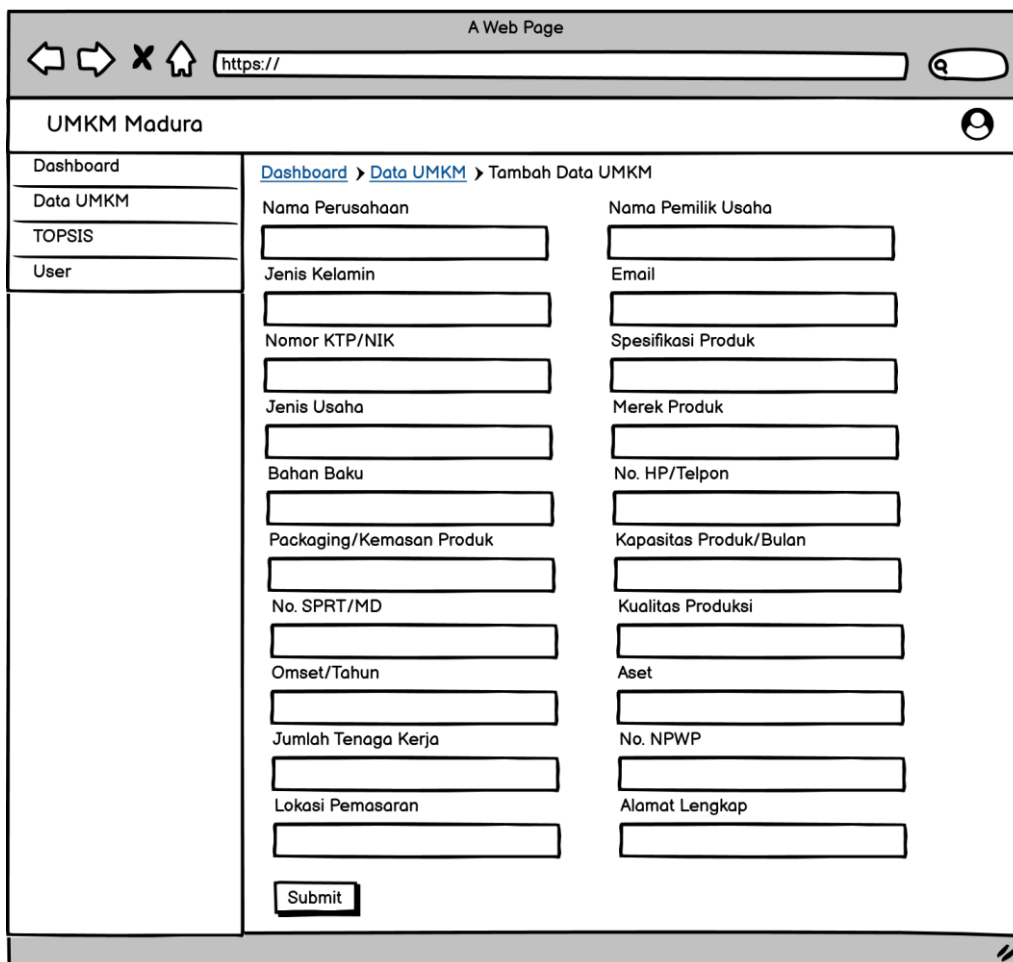 A Web Page
https://
UMKM Madura
Dashboard
Data UMKM
TOPSIS
User
Dashboard > Data UMKM > Tambah Data UMKM
Nama Perusahaan
Nama Pemilik Usaha
Jenis Kelamin
Email
Nomor KTP/NIK
Spesifikasi Produk
Jenis Usaha
Merek Produk
Bahan Baku
No. HP/Telpon
Packaging/Kemasan Produk
Kapasitas Produk/Bulan
No. SPRT/MD
Kualitas Produksi
Omset/Tahun
Aset
Jumlah Tenaga Kerja
No. NPWP
Lokasi Pemasaran
Alamat Lengkap
Submit